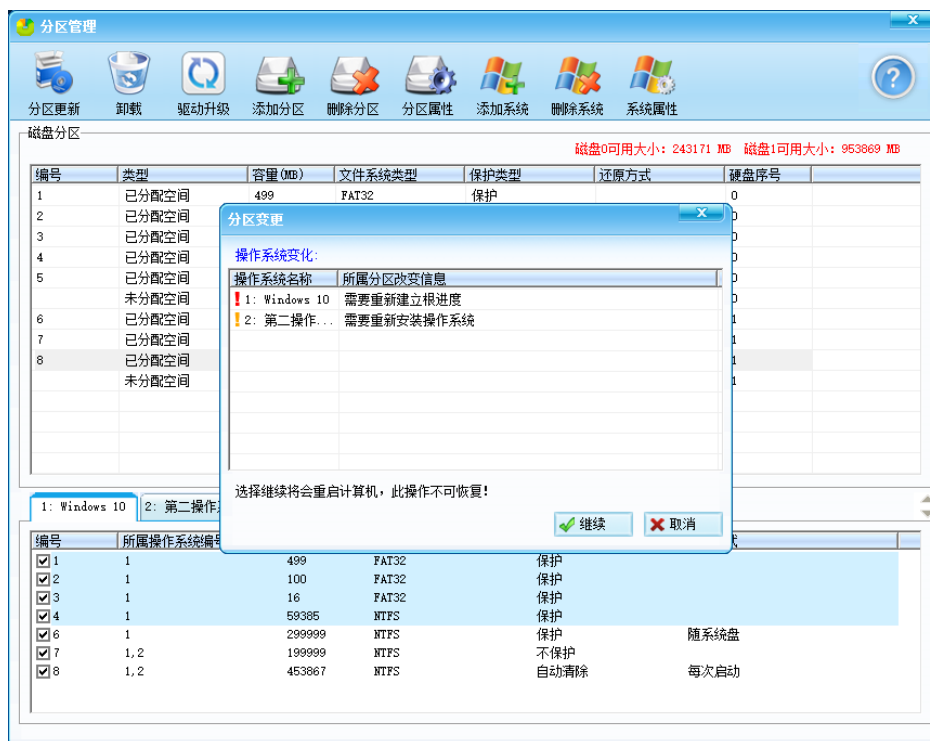 分区管理
分区更新 卸载 驱动升级 添加分区 删除分区 分区属性 添加系统 删除系统 系统属性
磁盘分区
磁盘0可用大小: 243171 MB 磁盘1可用大小: 953869 MB
编号 类型 容量(MB) 文件系统类型 保护类型 还原方式 硬盘序号
1 已分配空间 499 FAT32 保护 0
2 已分配空间
3 已分配空间
4 已分配空间
5 已分配空间
未分配空间
6 已分配空间
7 已分配空间
8 已分配空间
未分配空间
分区变更
操作系统变化:
操作系统名称 所属分区改变信息
1: Windows 10 需要重新建立根进度
2: 第二操作... 需要重新安装操作系统
选择继续将会重启计算机，此操作不可恢复!
继续 取消
1: Windows 10 2: 第二操作
编号 所属操作系统编号
1 1 499 FAT32 保护
2 1 100 FAT32 保护
3 1 16 FAT32 保护
4 1 59385 NTFS 保护
6 1 299999 NTFS 保护 随系统盘
7 1,2 199999 NTFS 不保护
8 1,2 453867 NTFS 自动清除 每次启动